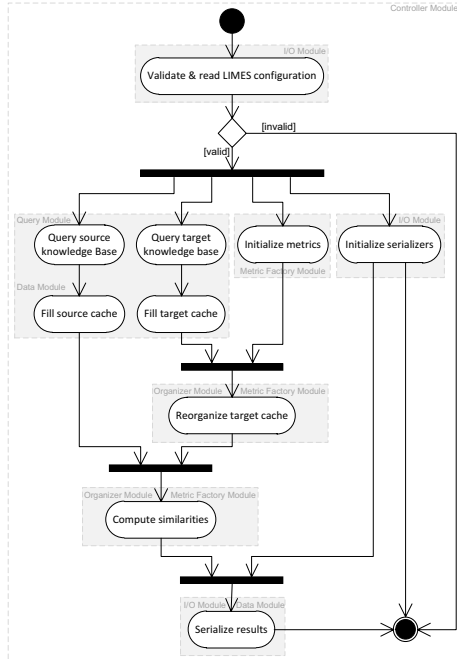 Controller Module
I/O Module
Validate & read LIMES configuration
[invalid]
[valid]
Query Module
I/O Module
Query source
knowledge Base
Query target
knowledge base
Initialize metrics
Initialize serializers
Metric Factory Module
Data Module
Fill source cache
Fill target cache
Organizer Module
Metric Factory Module
Reorganize target cache
Organizer Module
Metric Factory Module
Compute similarities
I/O Module
Data Module
Serialize results